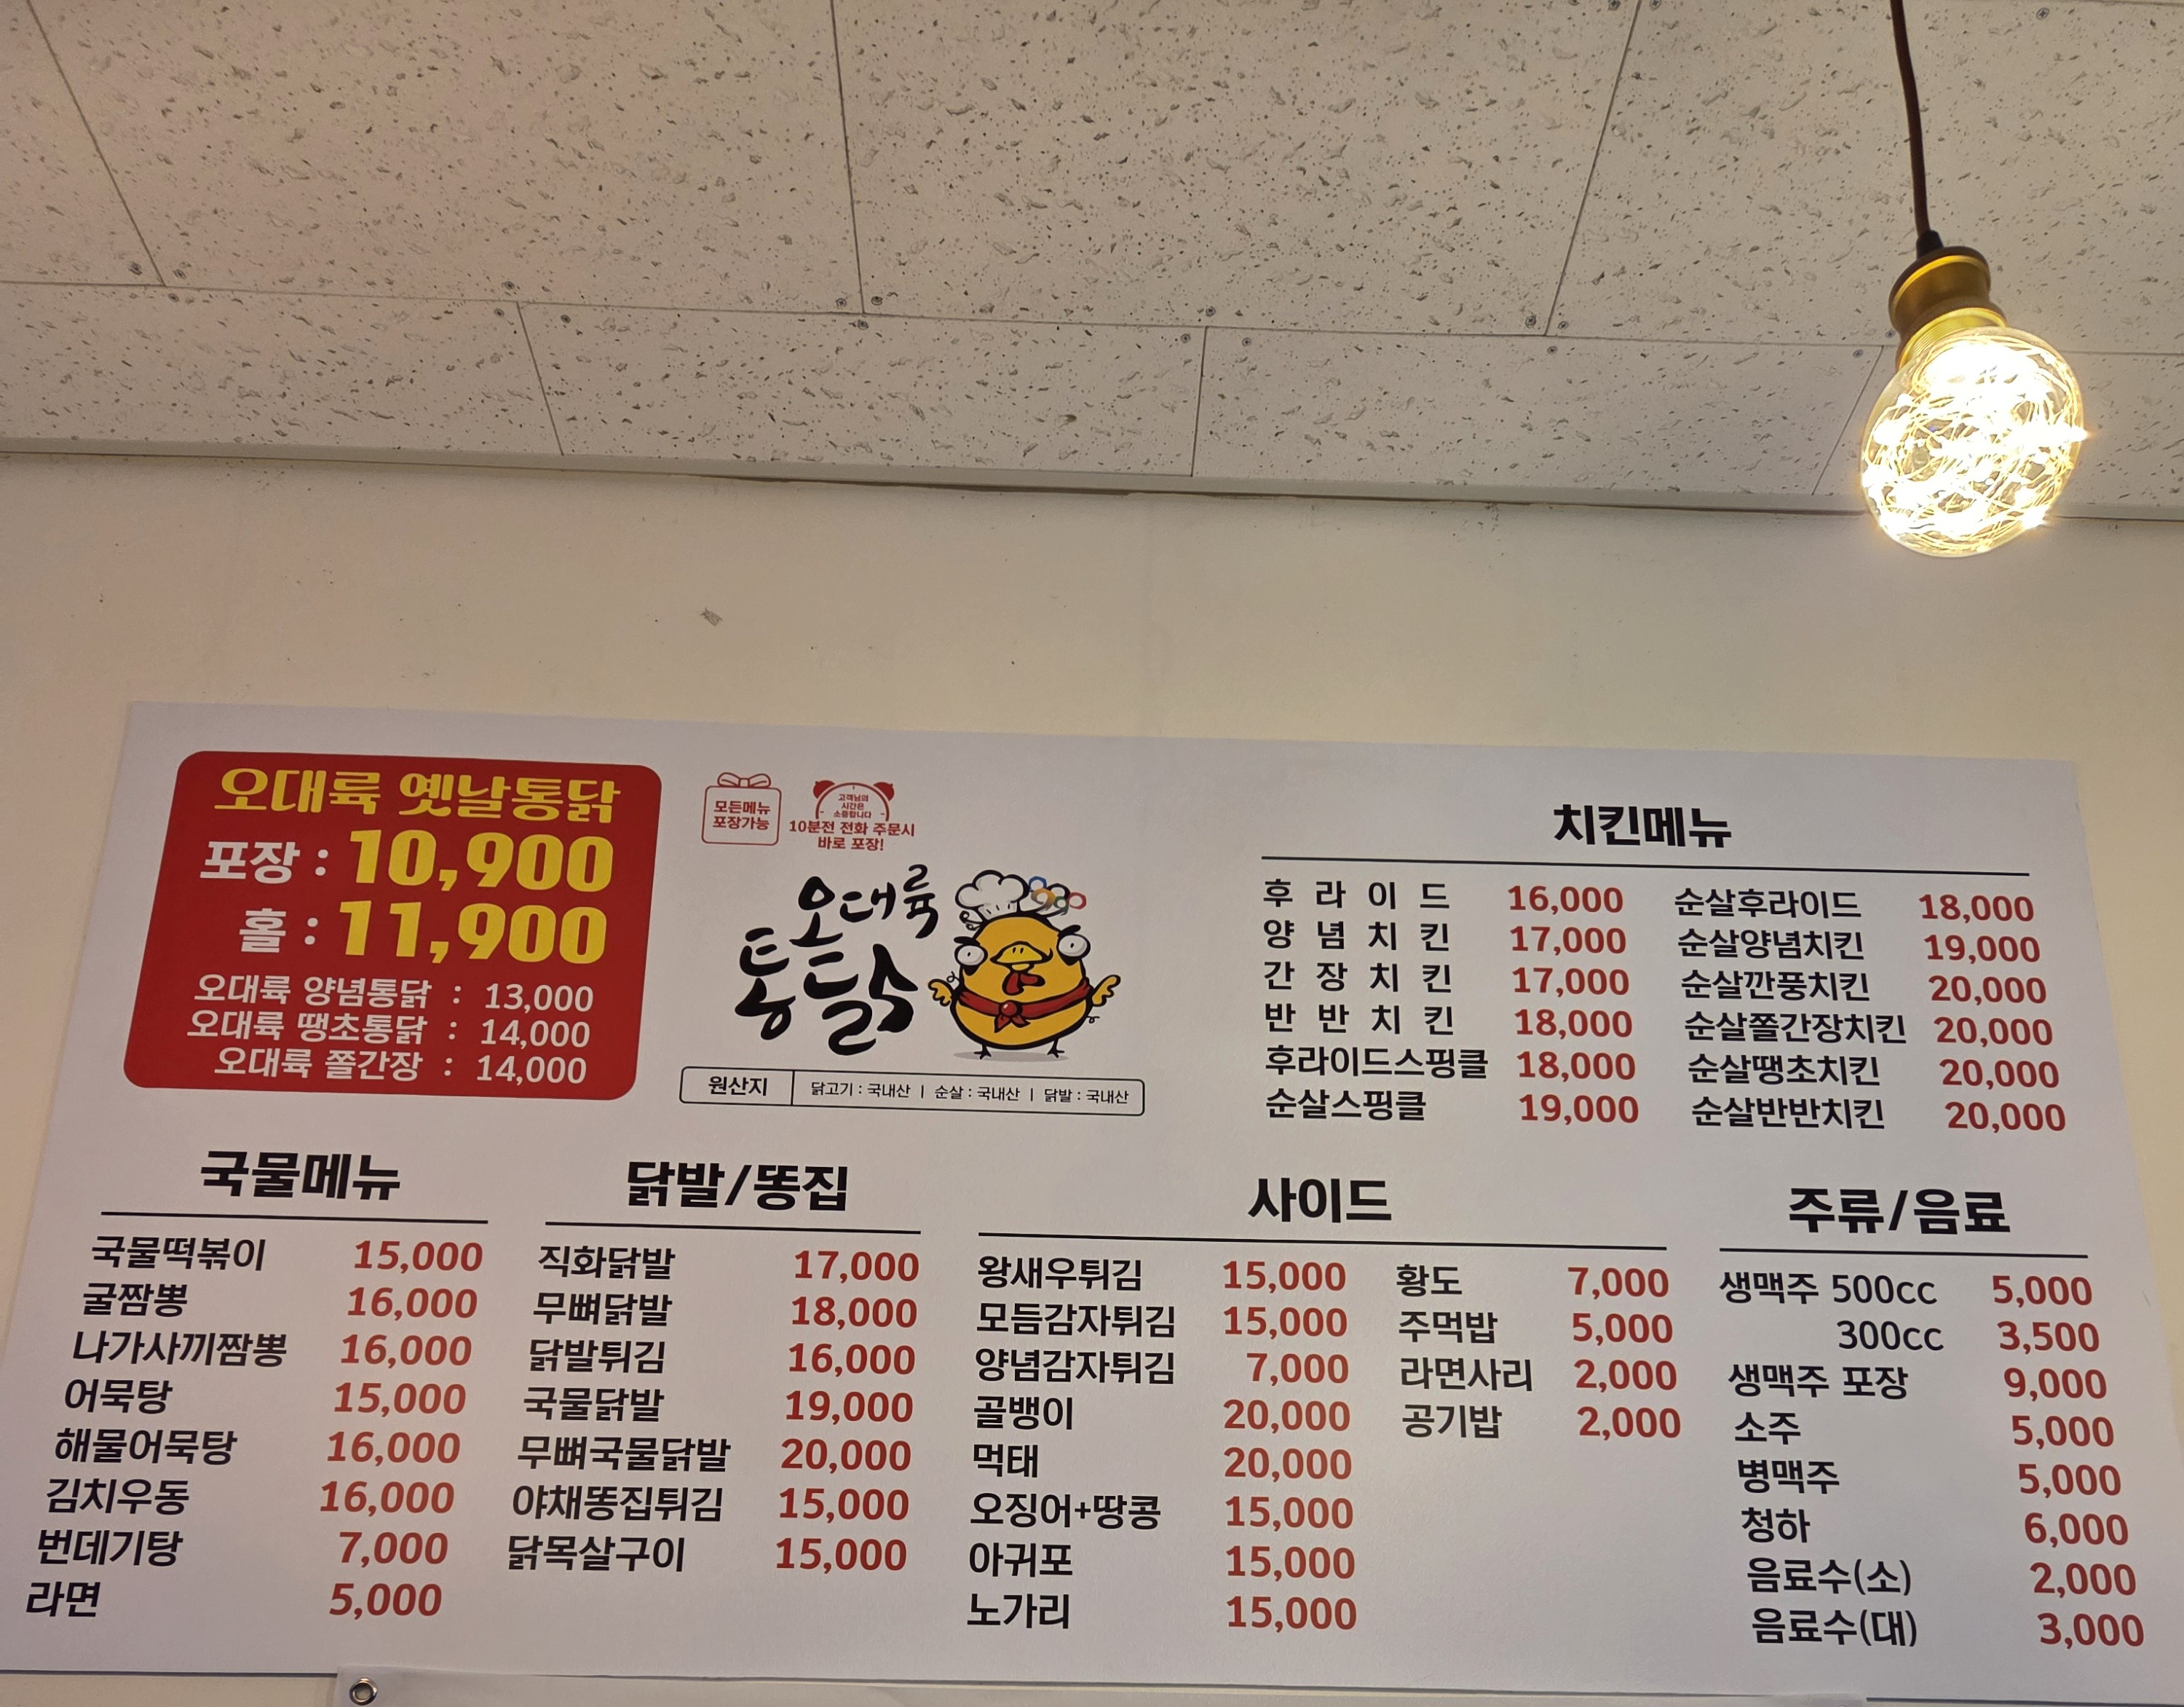 오대륙 옛날통닭
포장 : 10,900
홀 : 11,900
오대륙 양념통닭 : 13,000
오대륙 땡초통닭 : 14,000
오대륙 쫄간장 : 14,000
모든메뉴
포장가능
고객님의
시간은
소중합니다
10분전 전화 주문시
바로 포장!
오대륙
통닭
원산지 닭고기 : 국내산 | 순살 : 국내산 | 닭발 : 국내산
치킨메뉴
후라이드 16,000
양념치킨 17,000
간장치킨 17,000
반반치킨 18,000
후라이드스핑클 18,000
순살스핑클 19,000
순살후라이드 18,000
순살양념치킨 19,000
순살깐풍치킨 20,000
순살쫄간장치킨 20,000
순살땡초치킨 20,000
순살반반치킨 20,000
국물메뉴
국물떡볶이 15,000
굴짬뽕 16,000
나가사끼짬뽕 16,000
어묵탕 15,000
해물어묵탕 16,000
김치우동 16,000
번데기탕 7,000
라면 5,000
닭발/똥집
직화닭발 17,000
무뼈닭발 18,000
닭발튀김 16,000
국물닭발 19,000
무뼈국물닭발 20,000
야채똥집튀김 15,000
닭목살구이 15,000
사이드
왕새우튀김 15,000
모듬감자튀김 15,000
양념감자튀김 7,000
골뱅이 20,000
먹태 20,000
오징어+땅콩 15,000
아귀포 15,000
노가리 15,000
황도 7,000
주먹밥 5,000
라면사리 2,000
공기밥 2,000
주류/음료
생맥주 500cc 5,000
300cc 3,500
생맥주 포장 9,000
소주 5,000
병맥주 5,000
청하 6,000
음료수(소) 2,000
음료수(대) 3,000